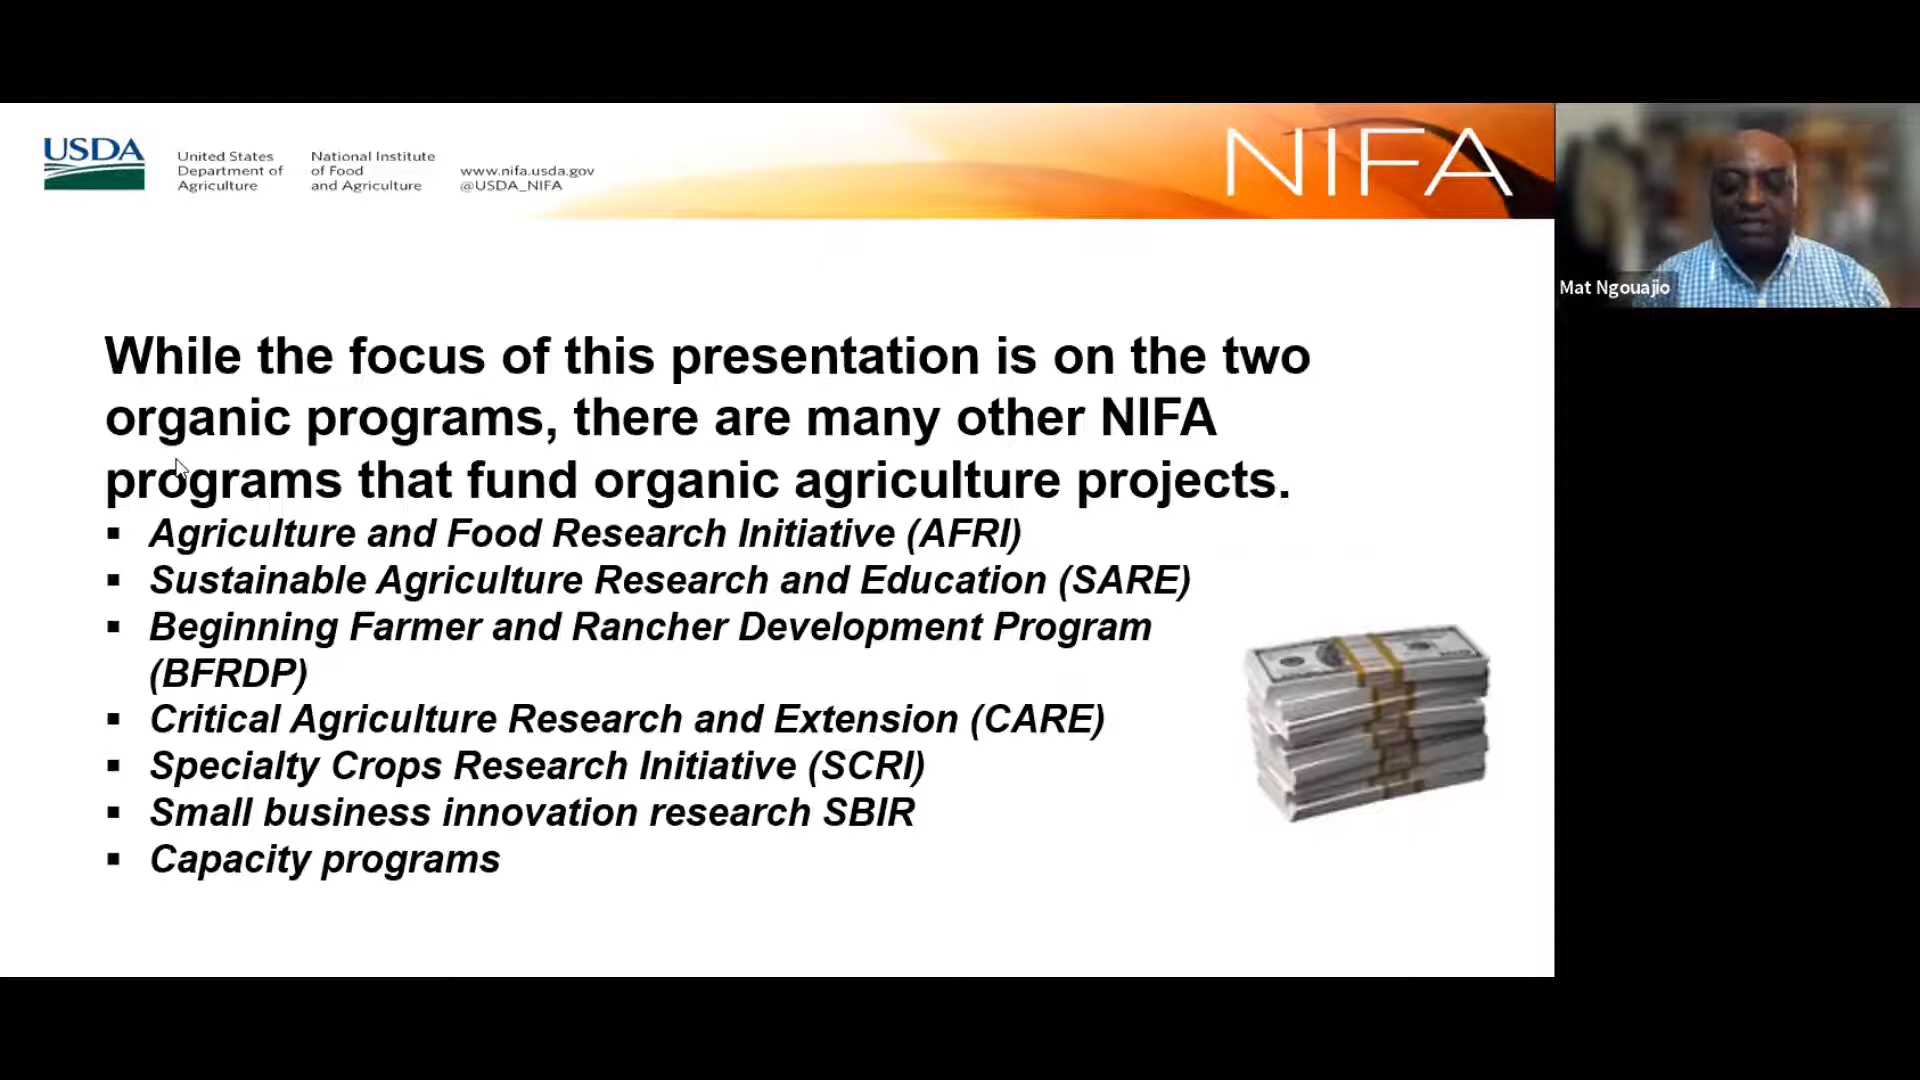 USDA
United States
Department of
Agriculture
National Institute
of Food
and Agriculture
www.nifa.usda.gov
@USDA_NIFA
NIFA
Mat Ngouajio
While the focus of this presentation is on the two
organic programs, there are many other NIFA
programs that fund organic agriculture projects.
▪ Agriculture and Food Research Initiative (AFRI)
▪ Sustainable Agriculture Research and Education (SARE)
▪ Beginning Farmer and Rancher Development Program
(BFRDP)
▪ Critical Agriculture Research and Extension (CARE)
▪ Specialty Crops Research Initiative (SCRI)
▪ Small business innovation research SBIR
▪ Capacity programs